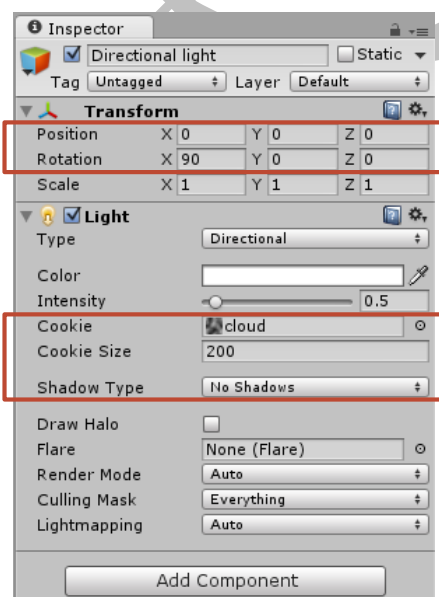 Inspector
Directional light Static
Tag Untagged Layer Default
Transform
Position X 0 Y 0 Z 0
Rotation X 90 Y 0 Z 0
Scale X 1 Y 1 Z 1
Light
Type Directional
Color
Intensity 0.5
Cookie cloud
Cookie Size 200
Shadow Type No Shadows
Draw Halo
Flare None (Flare)
Render Mode Auto
Culling Mask Everything
Lightmapping Auto
Add Component